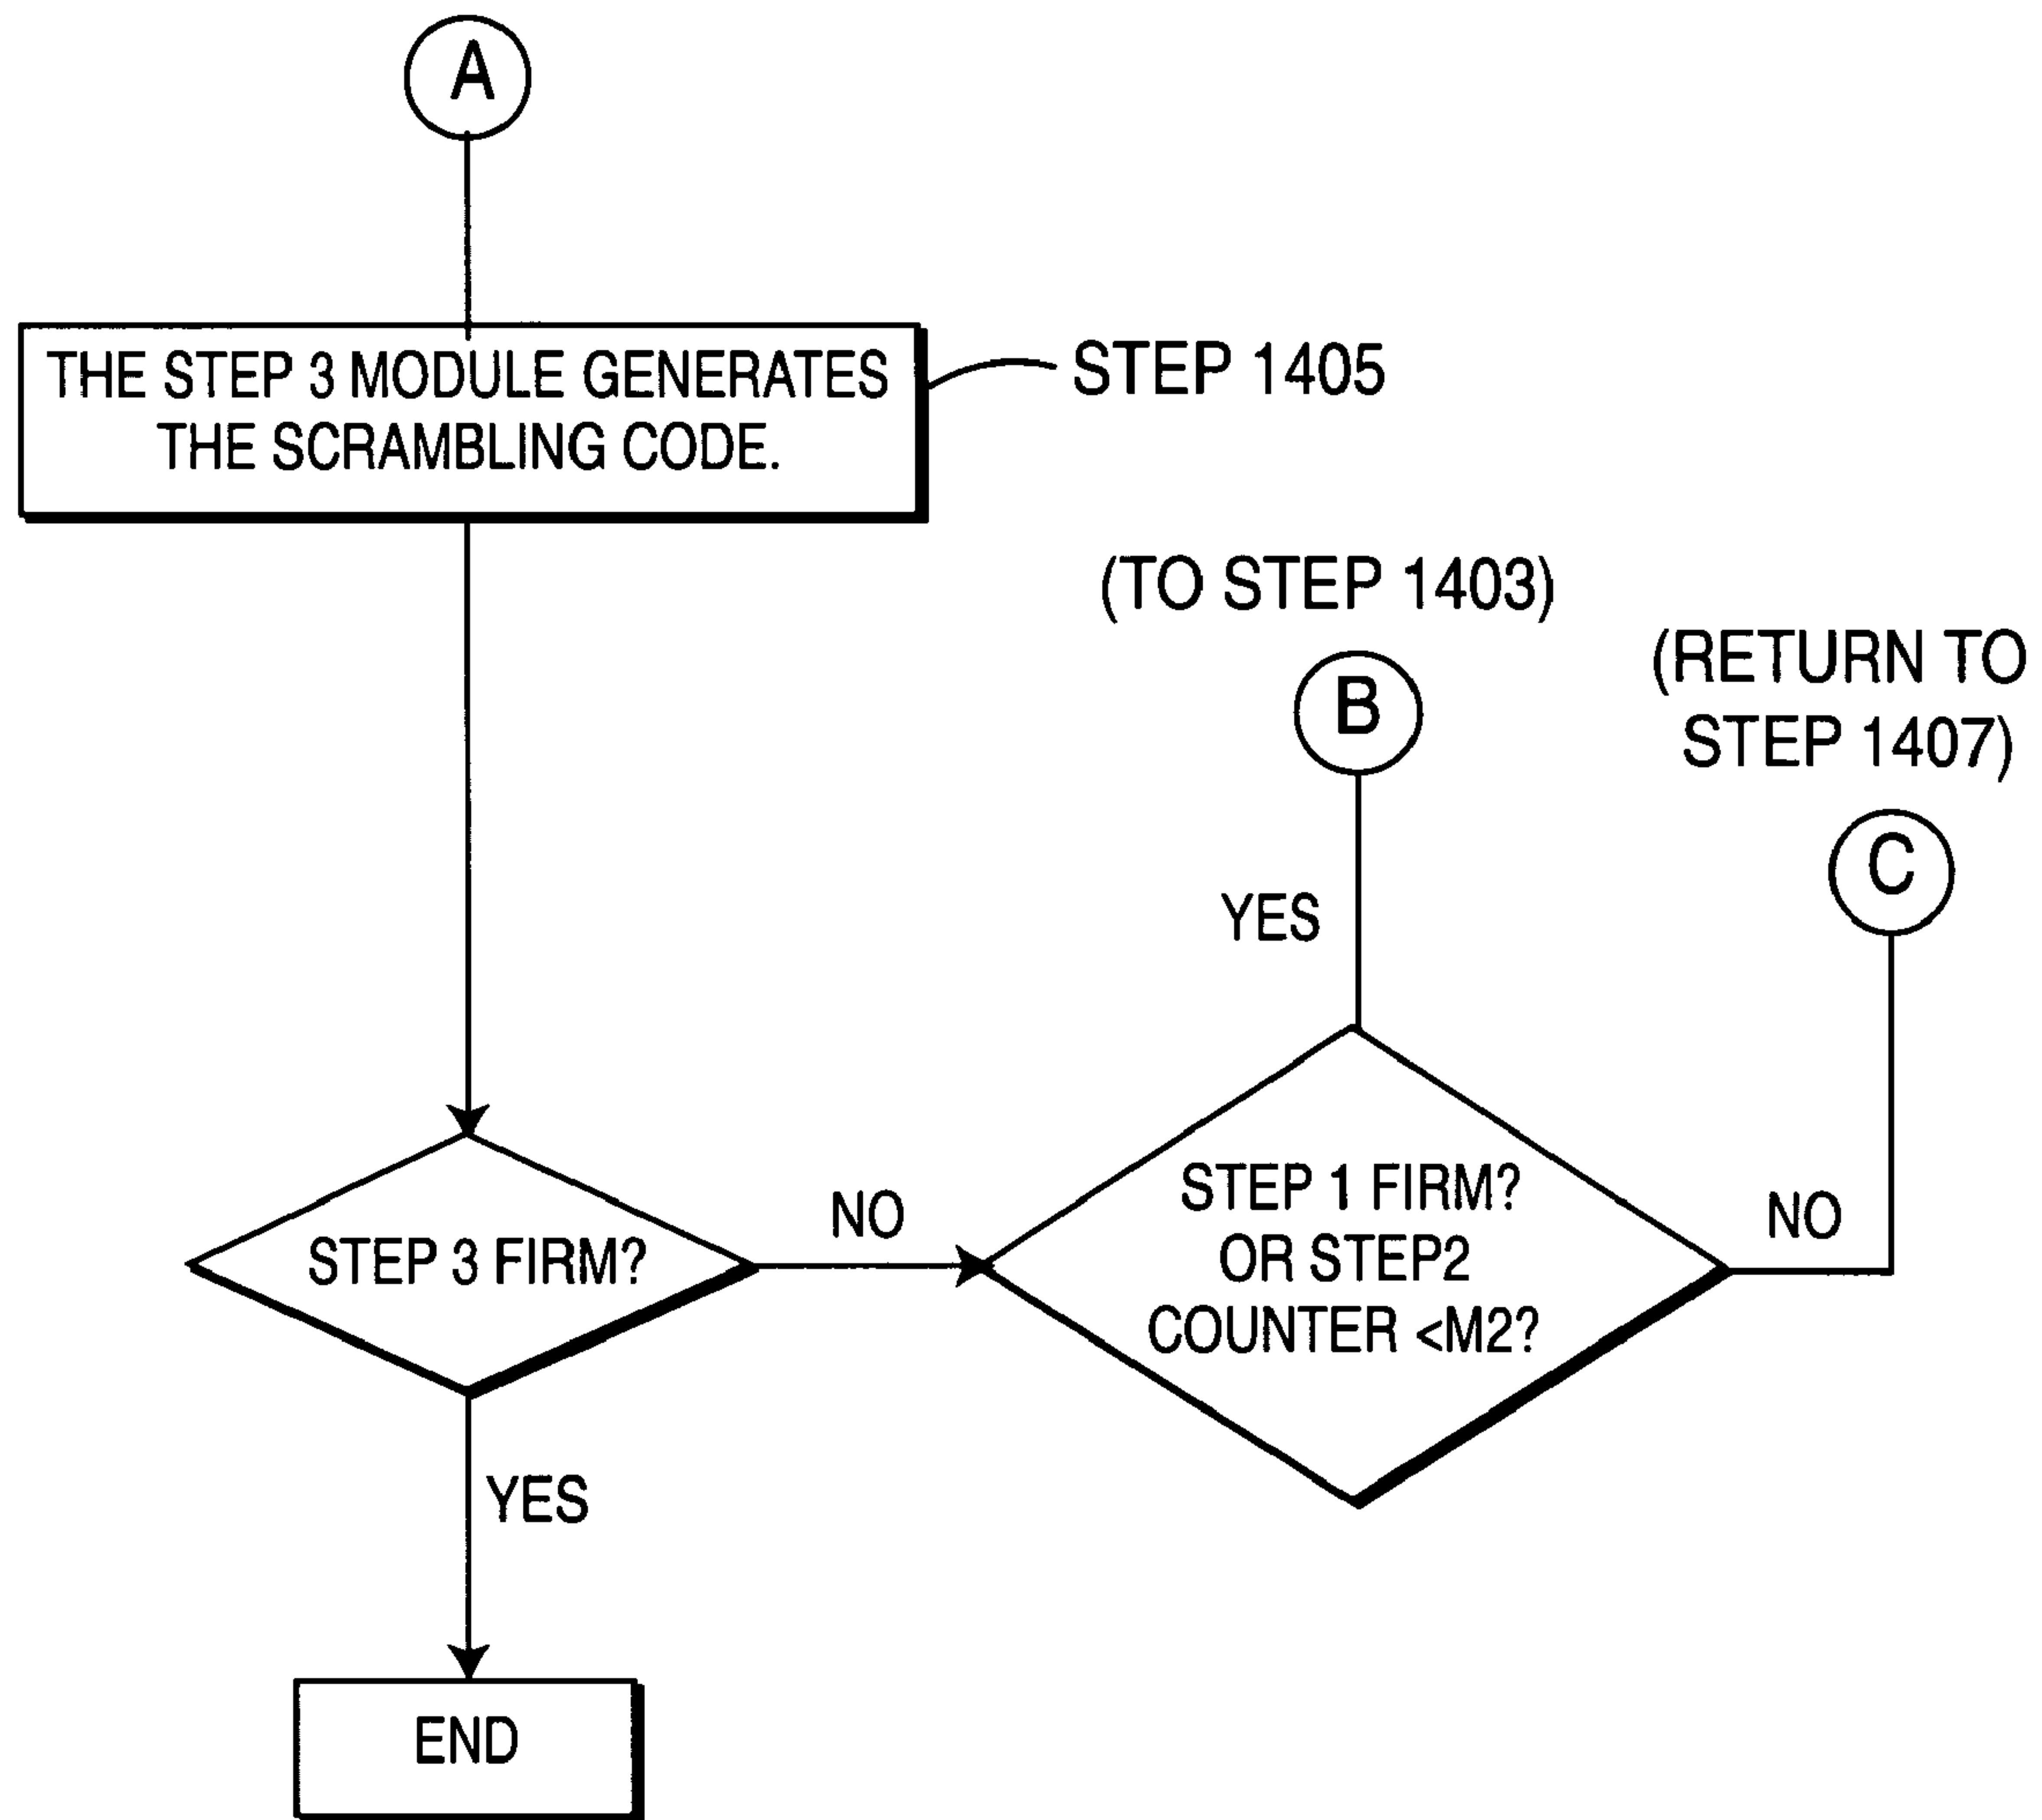 A
THE STEP 3 MODULE GENERATES
THE SCRAMBLING CODE.
STEP 1405
(TO STEP 1403)
B
(RETURN TO
STEP 1407)
C
YES
STEP 3 FIRM?
NO
STEP 1 FIRM?
OR STEP2
COUNTER <M2?
NO
YES
END